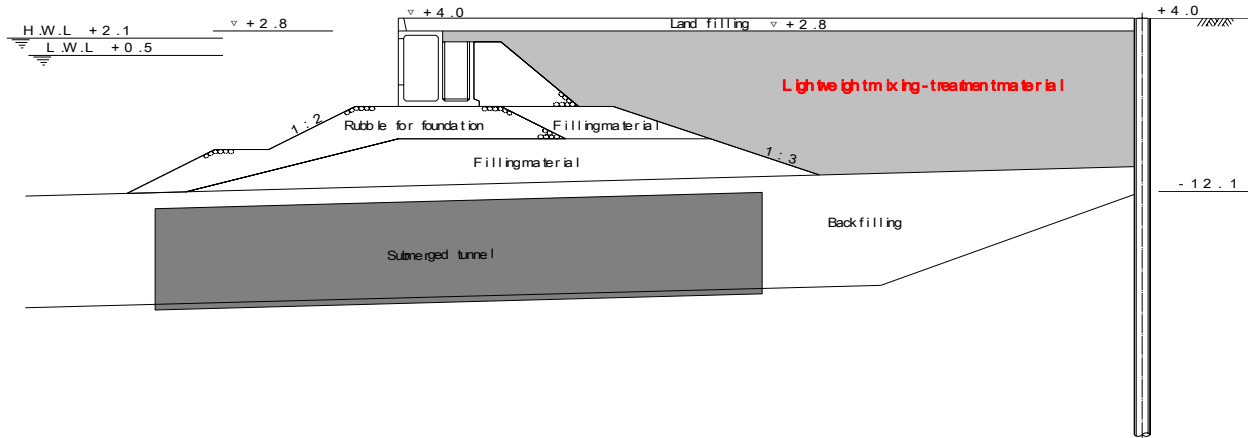 +4.0
+4.0
H.W.L +2.1
+2.8
Land filling
+2.8
L.W.L +0.5
Lightweight mixing-treatment material
1:2
Rubble for foundation
Filling material
1:3
Filling material
-12.1
Back filling
Submerged tunnel